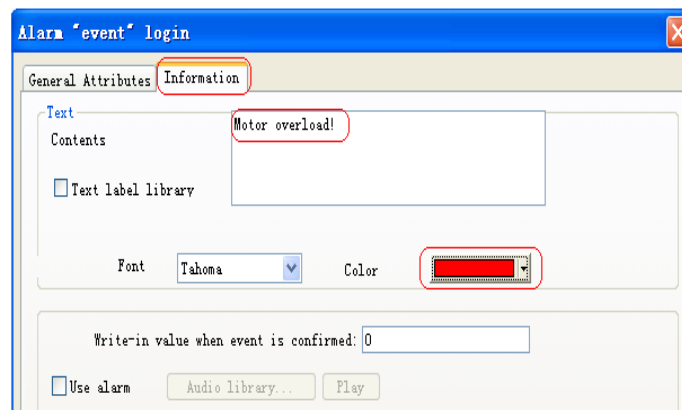 Alarm "event" login
General Attributes Information
Text
Motor overload!
Contents
Text label library
Font Tahoma Color
Write-in value when event is confirmed: 0
Use alarm Audio library... Play